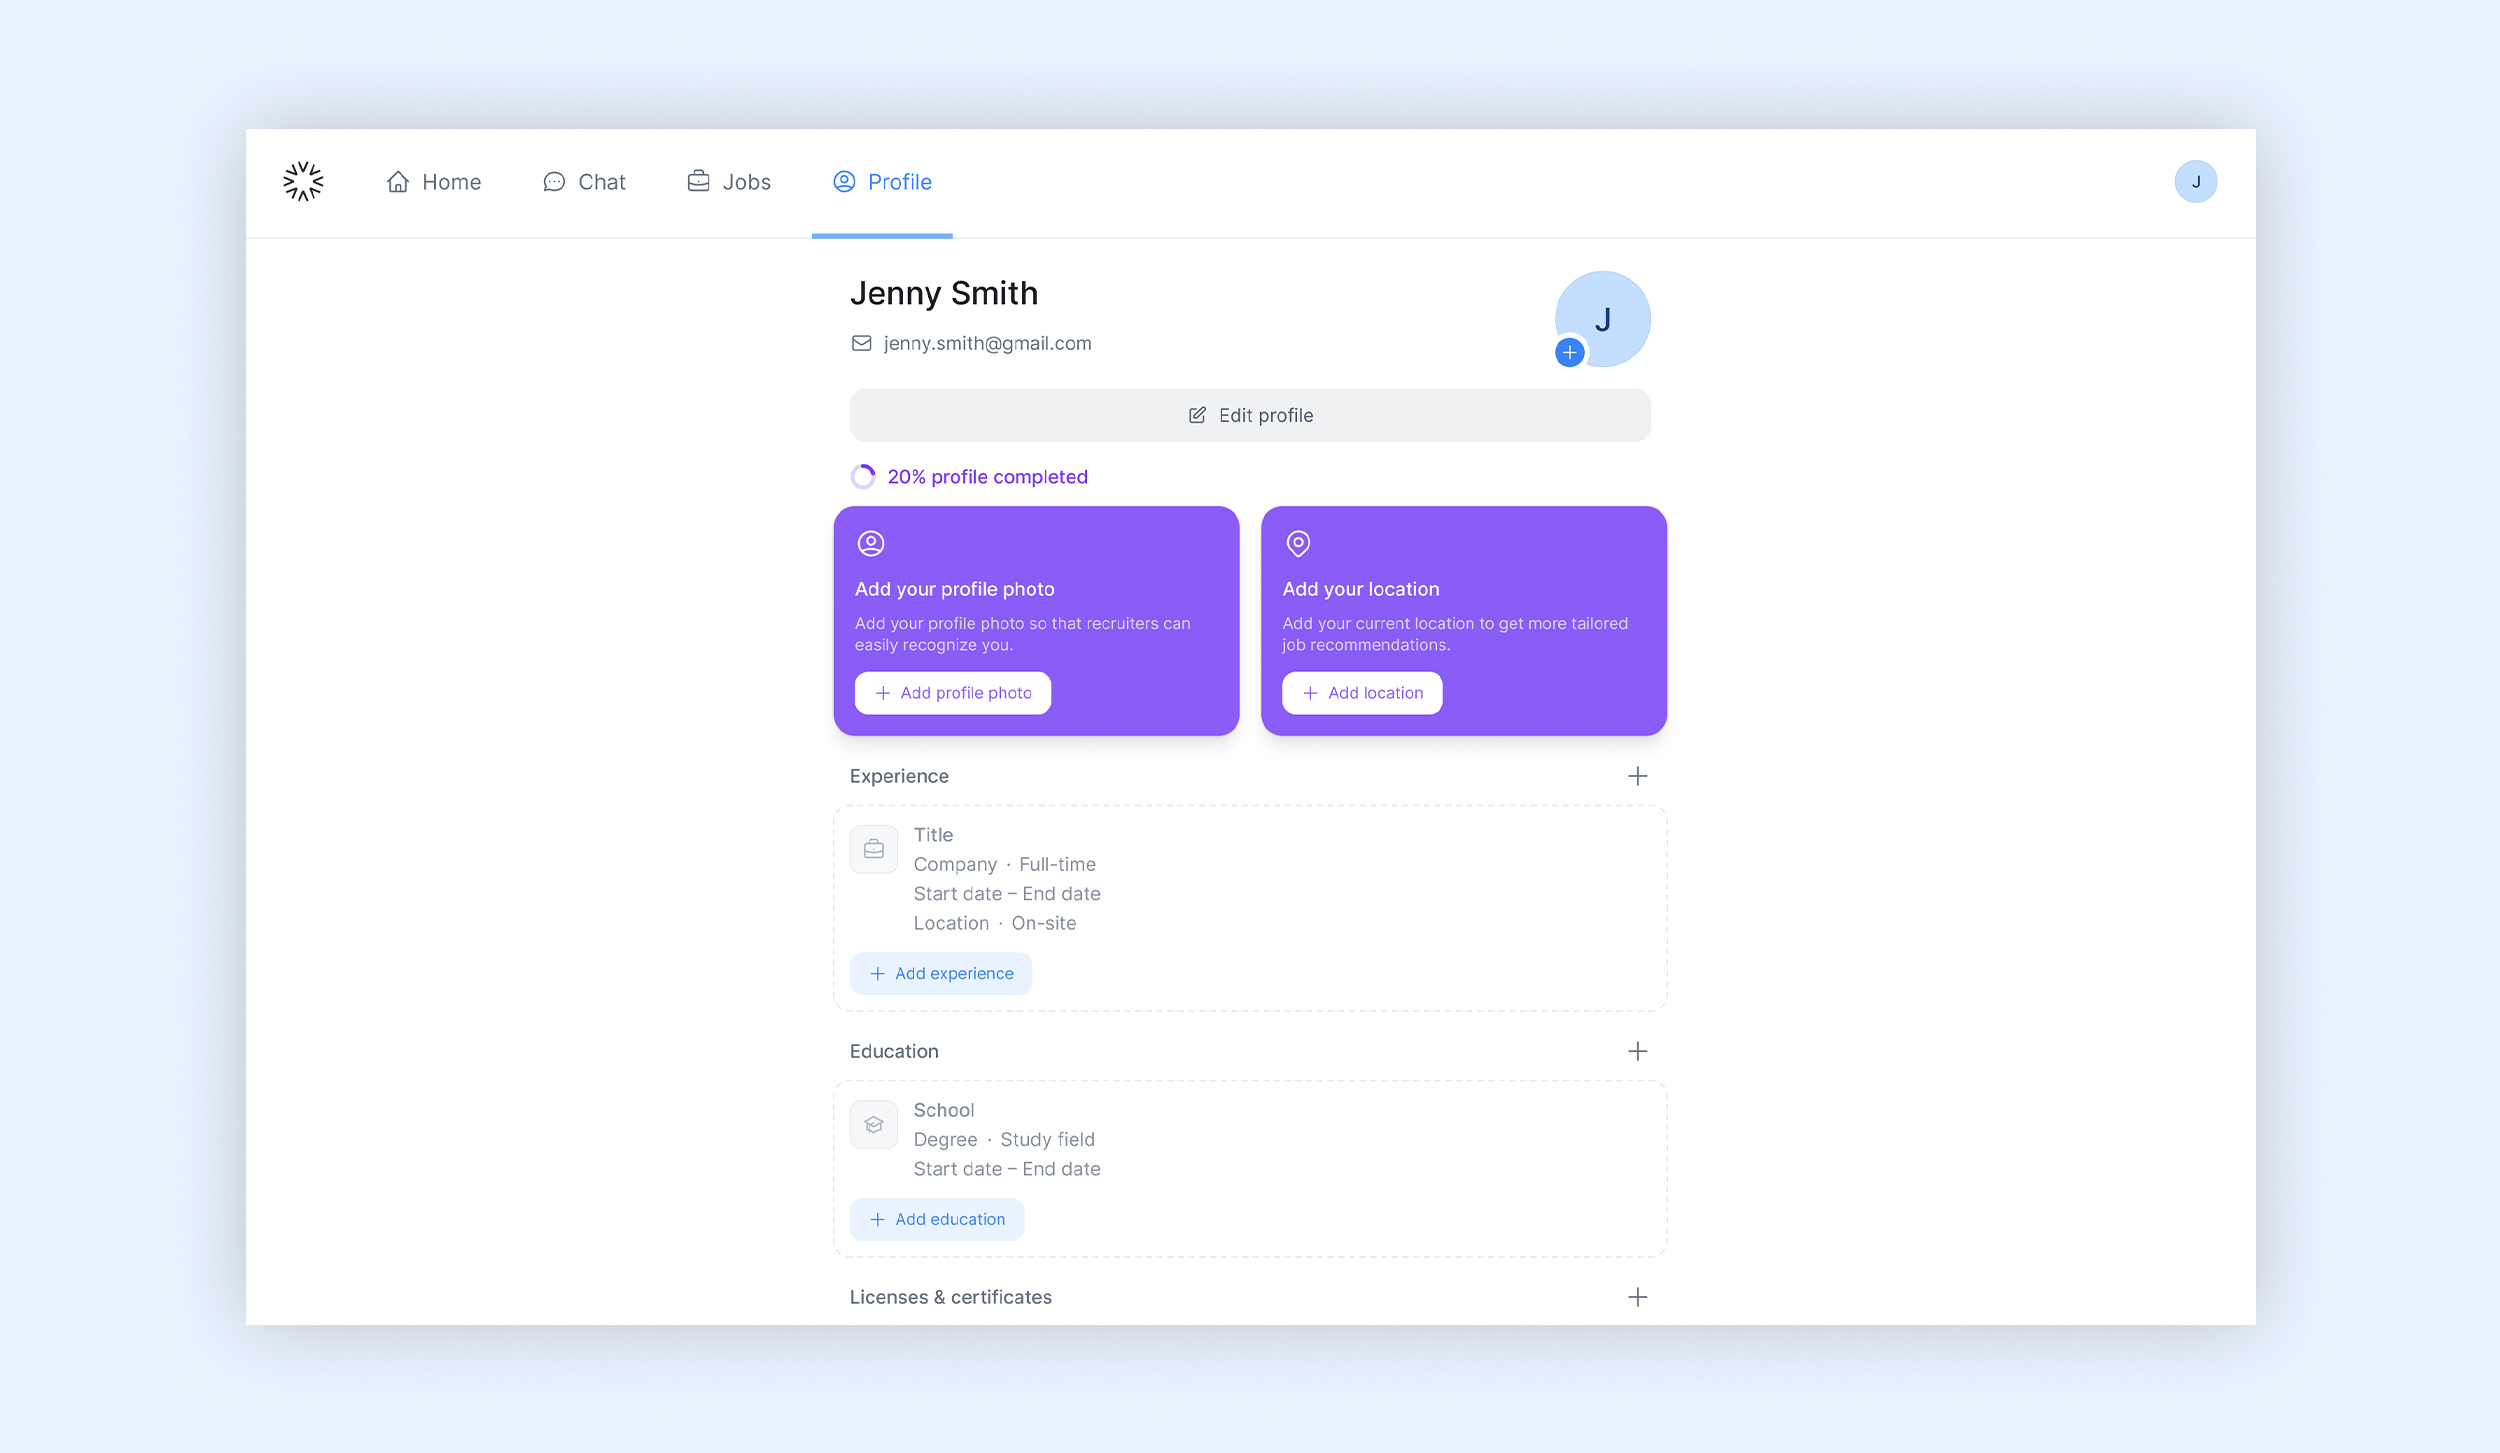 Home
Chat
Jobs
Profile
J
Jenny Smith
jenny.smith@gmail.com
J
Edit profile
20% profile completed
Add your profile photo
Add your profile photo so that recruiters can
easily recognize you.
Add profile photo
Add your location
Add your current location to get more tailored
job recommendations.
Add location
Experience
Title
Company · Full-time
Start date – End date
Location · On-site
Add experience
Education
School
Degree · Study field
Start date – End date
Add education
Licenses & certificates